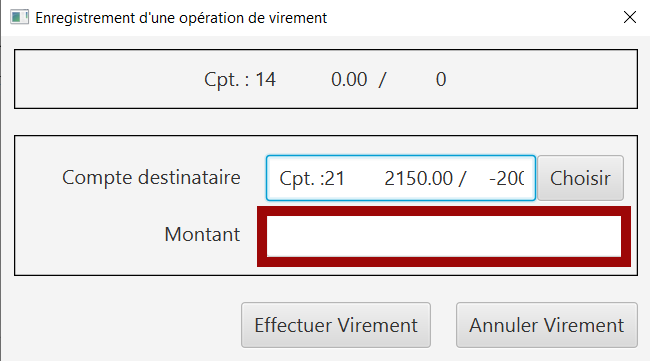 Enregistrement d'une opération de virement
Cpt. : 14 0.00 / 0
Compte destinataire Cpt. :21 2150.00 / -200 Choisir
Montant
Effectuer Virement Annuler Virement